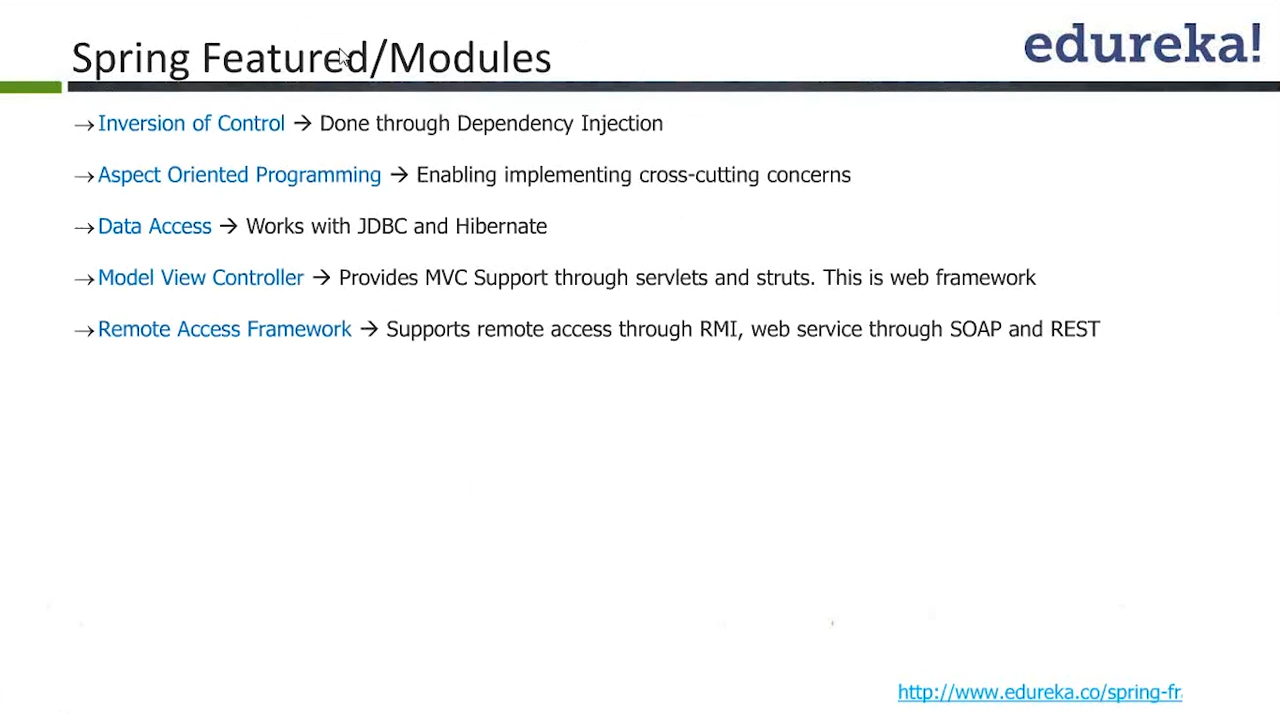 Spring Featured/Modules
edureka!
→Inversion of Control → Done through Dependency Injection
→Aspect Oriented Programming → Enabling implementing cross-cutting concerns
→Data Access → Works with JDBC and Hibernate
→Model View Controller → Provides MVC Support through servlets and struts. This is web framework
→Remote Access Framework → Supports remote access through RMI, web service through SOAP and REST
http://www.edureka.co/spring-fr